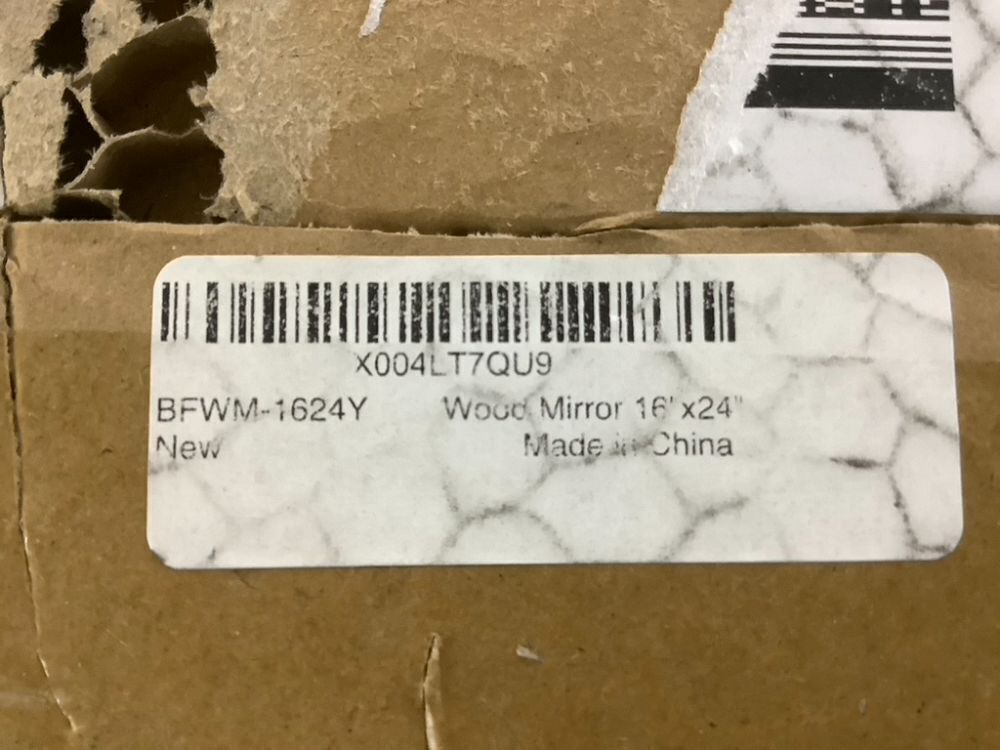 X004LT7QU9
BFWM-1624Y Wood Mirror 16"x24"
New Made in China